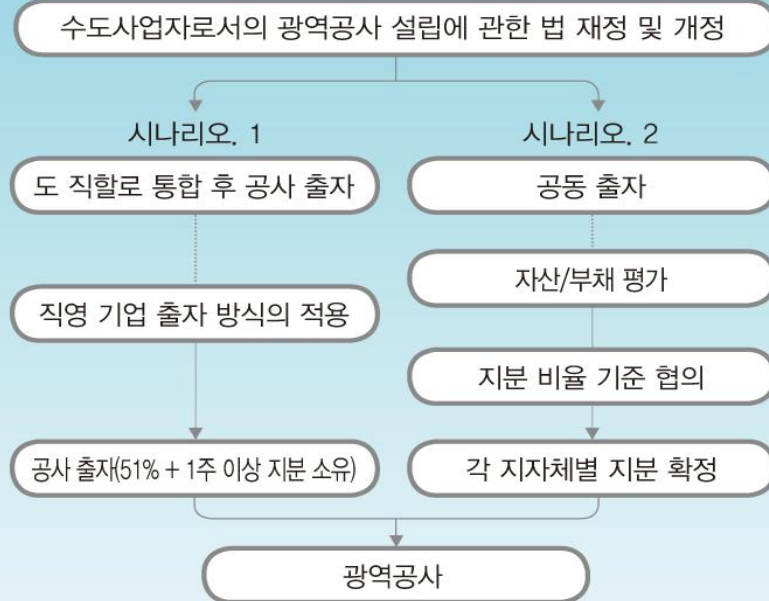 수도사업자로서의 광역공사 설립에 관한 법 재정 및 개정
시나리오. 1
도 직할로 통합 후 공사 출자
직영 기업 출자 방식의 적용
공사 출자(51% + 1주 이상 지분 소유)
시나리오. 2
공동 출자
자산/부채 평가
지분 비율 기준 협의
각 지자체별 지분 확정
광역공사